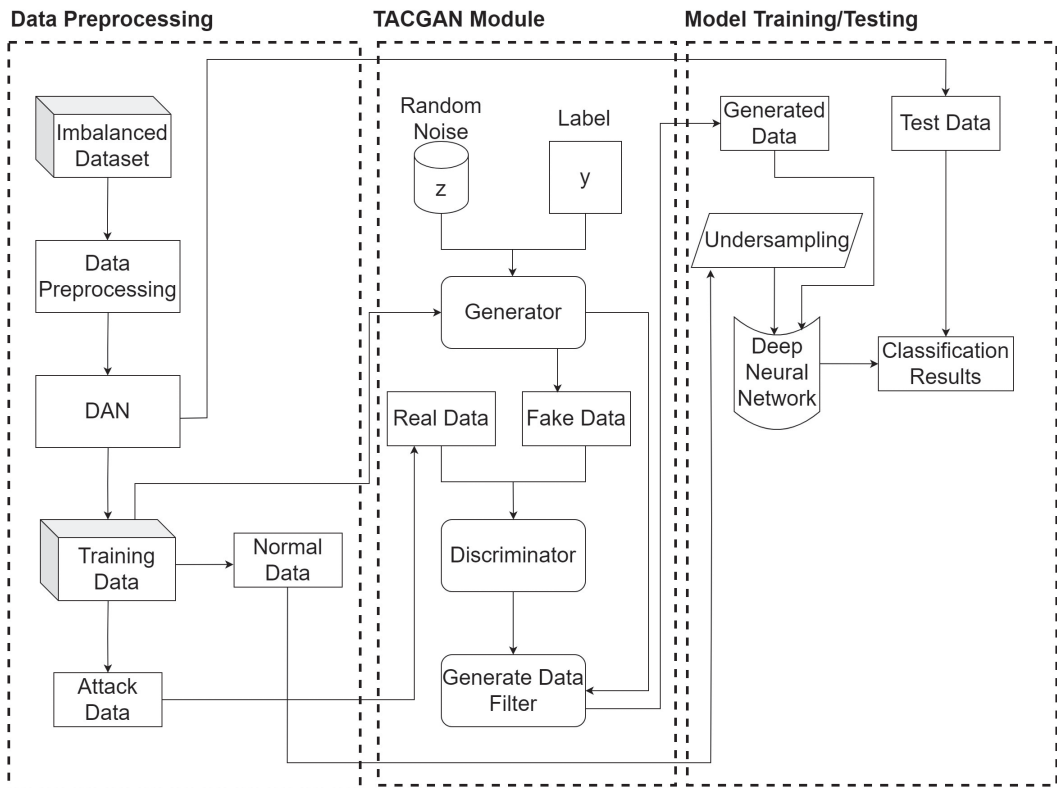 Data Preprocessing
Imbalanced
Dataset
Data
Preprocessing
DAN
Training
Data
Normal
Data
Attack
Data
TACGAN Module
Random
Noise
z
Label
y
Generator
Real Data
Fake Data
Discriminator
Generate Data
Filter
Model Training/Testing
Generated
Data
Test Data
Undersampling
Deep
Neural
Network
Classification
Results